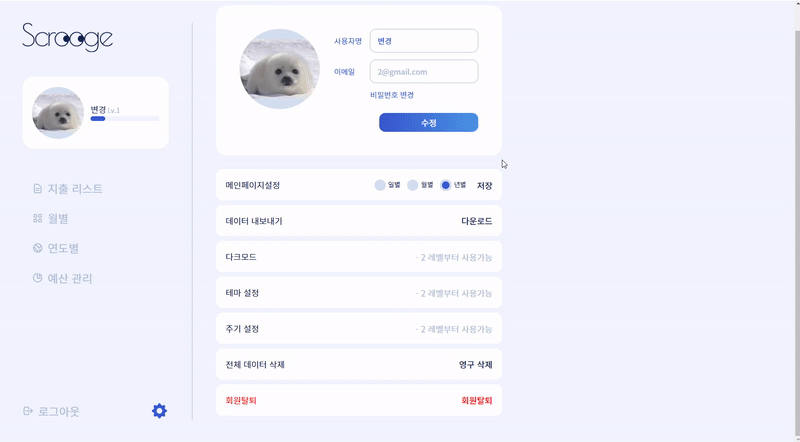 Scrooge
변경 Lv.1
지출 리스트
월별
연도별
예산 관리
로그아웃
사용자명 변경
이메일 2@gmail.com
비밀번호 변경
수정
메인페이지설정 일별 월별 년별 저장
데이터 내보내기 다운로드
다크모드 - 2 레벨부터 사용가능
테마 설정 - 2 레벨부터 사용가능
주기 설정 - 2 레벨부터 사용가능
전체 데이터 삭제 영구 삭제
회원탈퇴 회원탈퇴